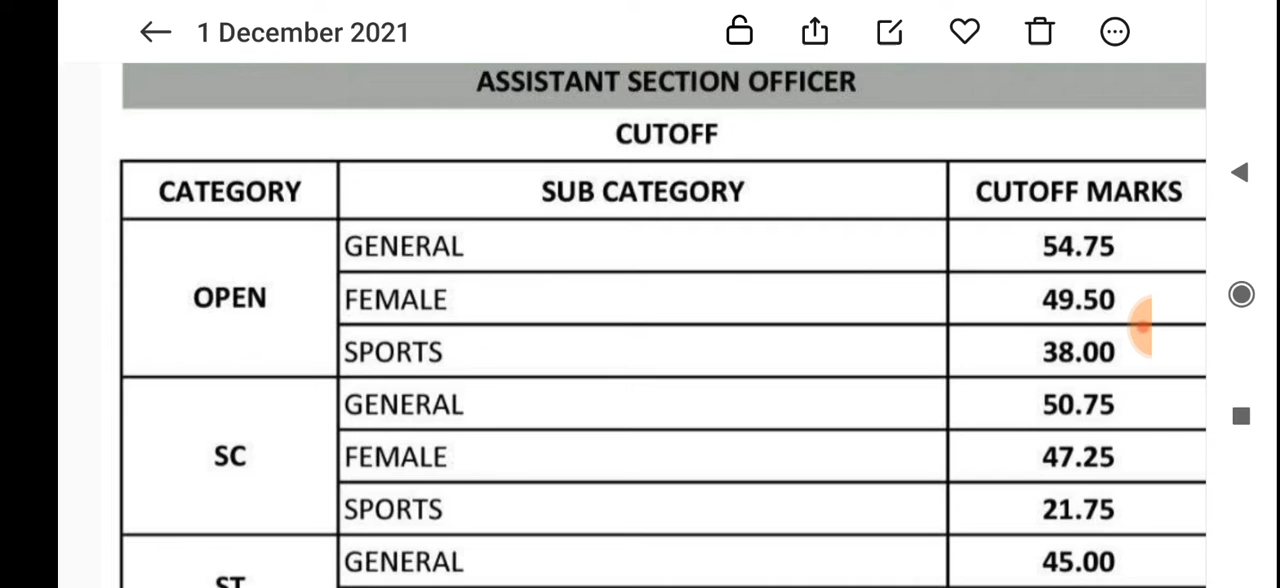 1 December 2021
ASSISTANT SECTION OFFICER
CUTOFF
CATEGORY SUB CATEGORY CUTOFF MARKS
OPEN
GENERAL 54.75
FEMALE 49.50
SPORTS 38.00
SC
GENERAL 50.75
FEMALE 47.25
SPORTS 21.75
ST
GENERAL 45.00